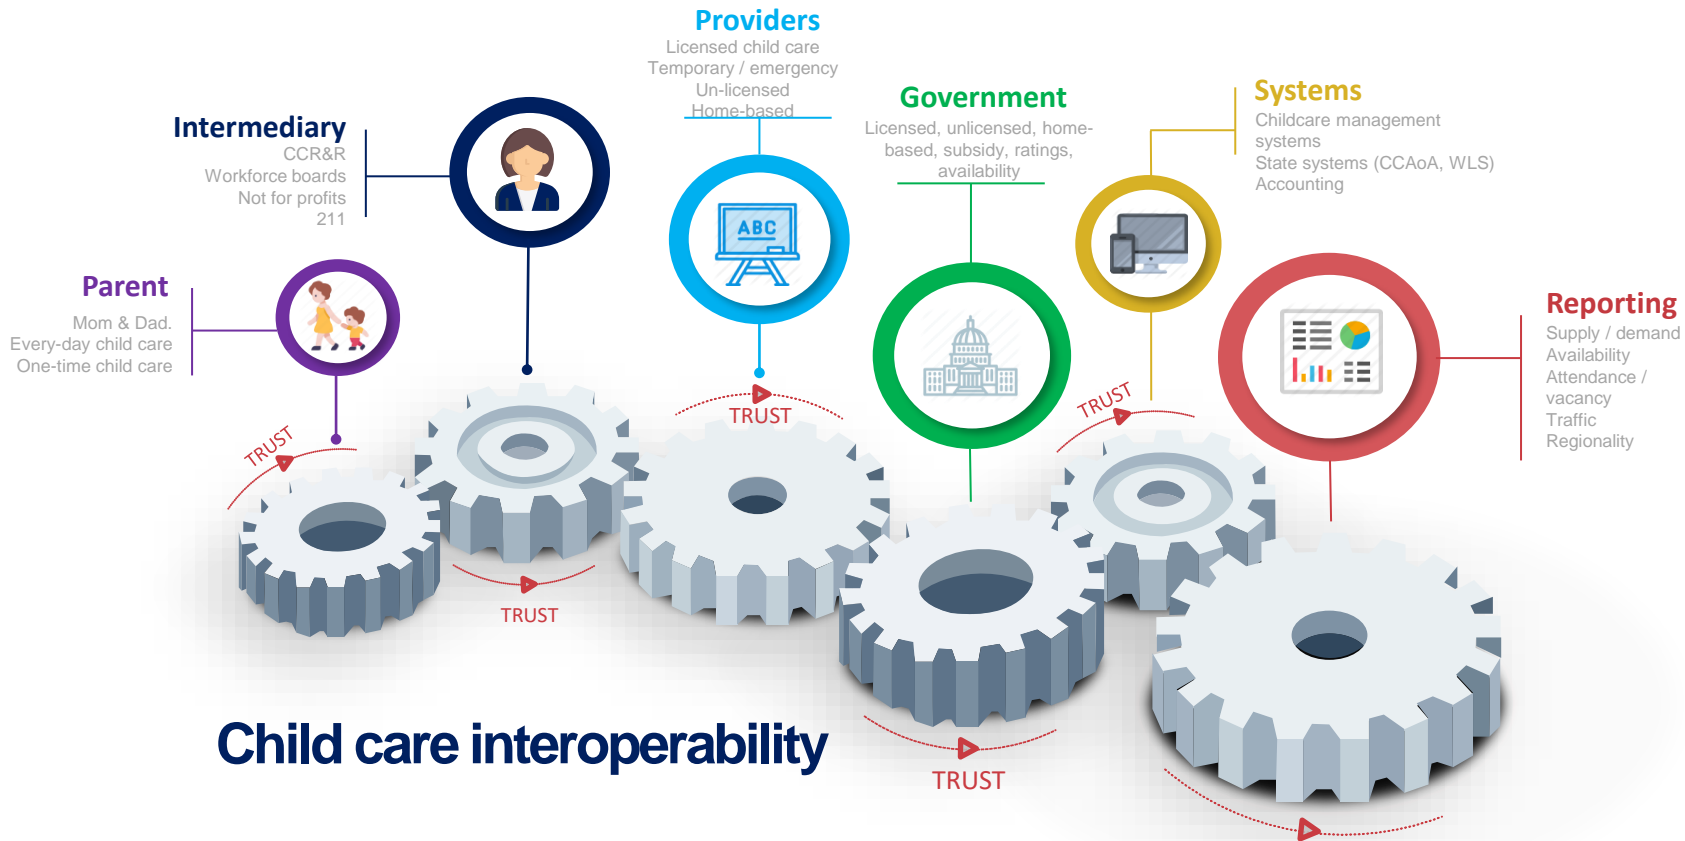 Providers
Licensed child care
Temporary / emergency
Un-licensed
Home-based
Intermediary
CCR&R
Workforce boards
Not for profits
211
Government
Licensed, unlicensed, home-
based, subsidy, ratings,
availability
Systems
Childcare management
systems
State systems (CCAoA, WLS)
Accounting
Parent
Mom & Dad.
Every-day child care
One-time child care
Reporting
Supply / demand
Availability
Attendance /
vacancy
Traffic
Regionality
ABC
TRUST
TRUST
TRUST
TRUST
TRUST
Child care interoperability